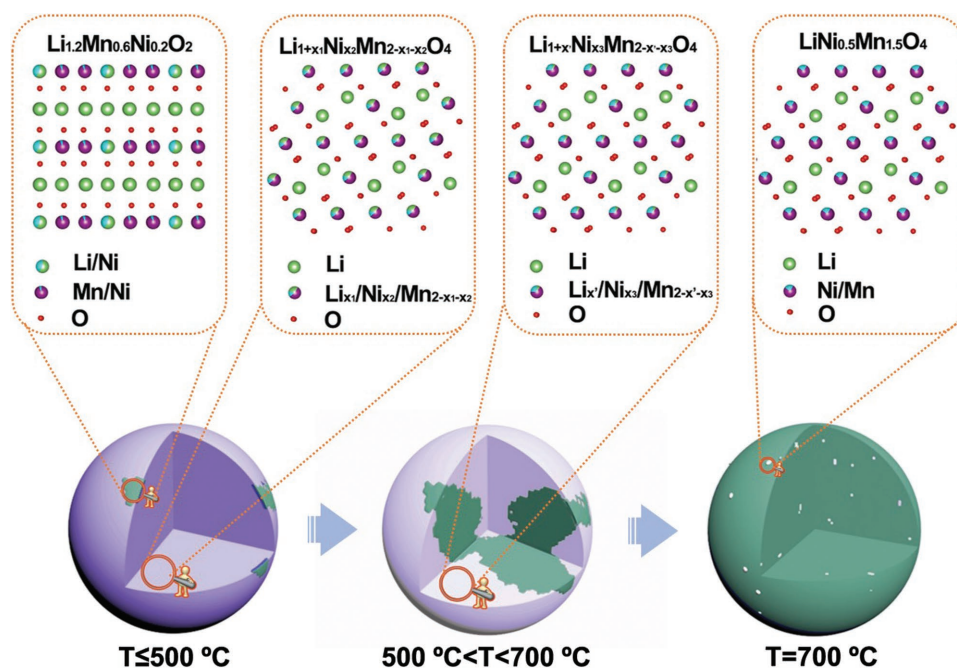 Li1.2Mn0.6Ni0.2O2
Li/Ni
Mn/Ni
O
Li1+x1Nix2Mn2-x1-x2O4
Li
Lix1/Nix2/Mn2-x1-x2
O
Li1+x'Nix3Mn2-x'-x3O4
Li
Lix'/Nix3/Mn2-x'-x3
O
LiNi0.5Mn1.5O4
Li
Ni/Mn
O
T≤500 ºC
500 ºC<T<700 ºC
T=700 ºC